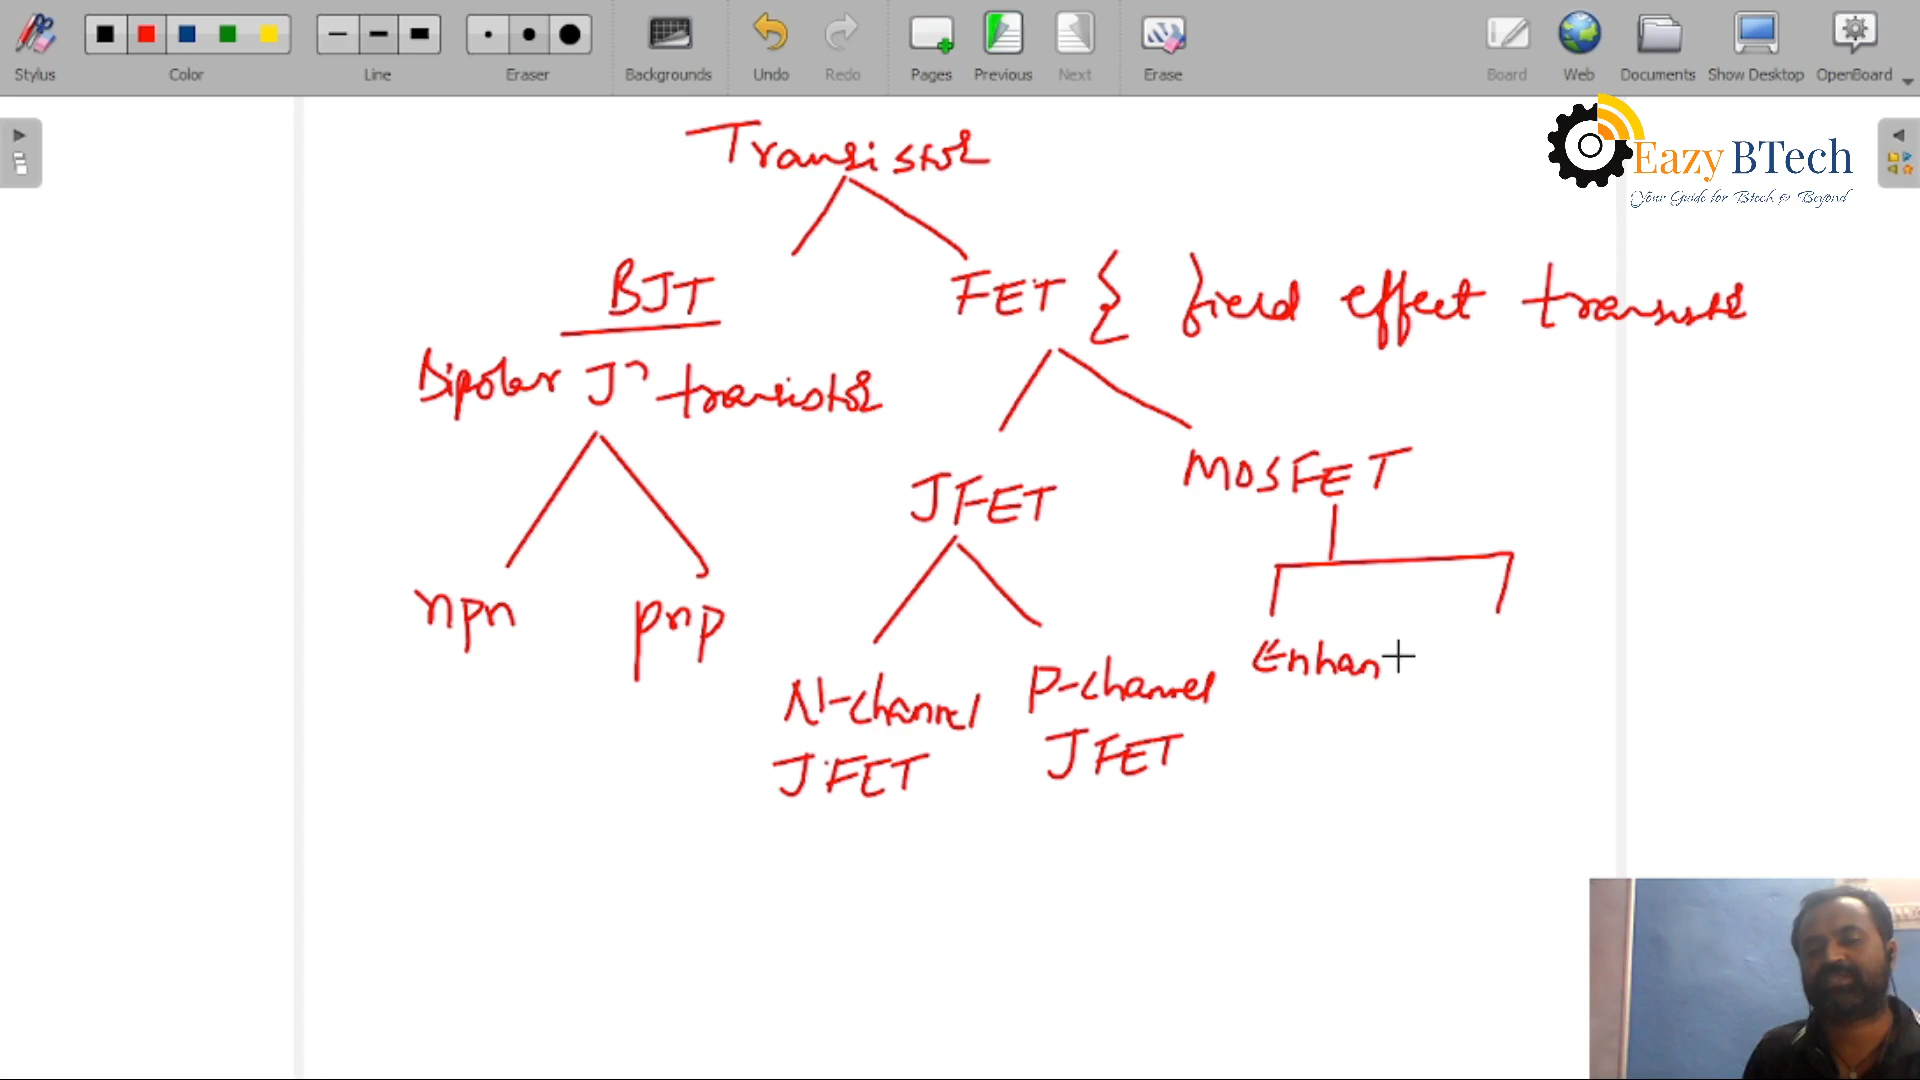 Stylus
Color
Line
Eraser
Backgrounds
Undo
Redo
Pages
Previous
Next
Erase
Board
Web
Documents
Show Desktop
OpenBoard
Eazy BTech
Your Guide for Btech & Beyond
Transistor
BJT
FET { } field effect transistor
Bipolar Jn transistor
JFET
MOSFET
npn
pnp
N-channel
JFET
P-channel
JFET
Enhan